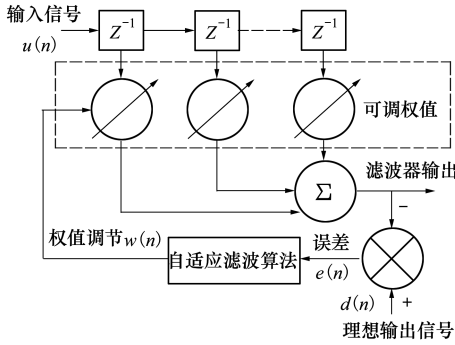 输入信号
u(n)
Z⁻¹
Z⁻¹
Z⁻¹
可调权值
Σ
滤波器输出
−
权值调节w(n)
自适应滤波算法
误差
e(n)
d(n)
+
理想输出信号